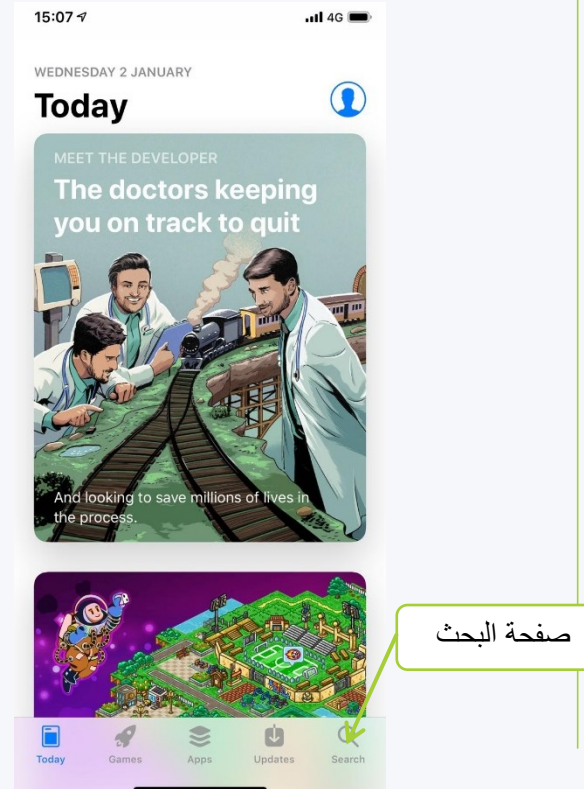 15:07
4G
WEDNESDAY 2 JANUARY
Today
MEET THE DEVELOPER
The doctors keeping
you on track to quit
And looking to save millions of lives in
the process.
صفحة البحث
Today
Games
Apps
Updates
Search